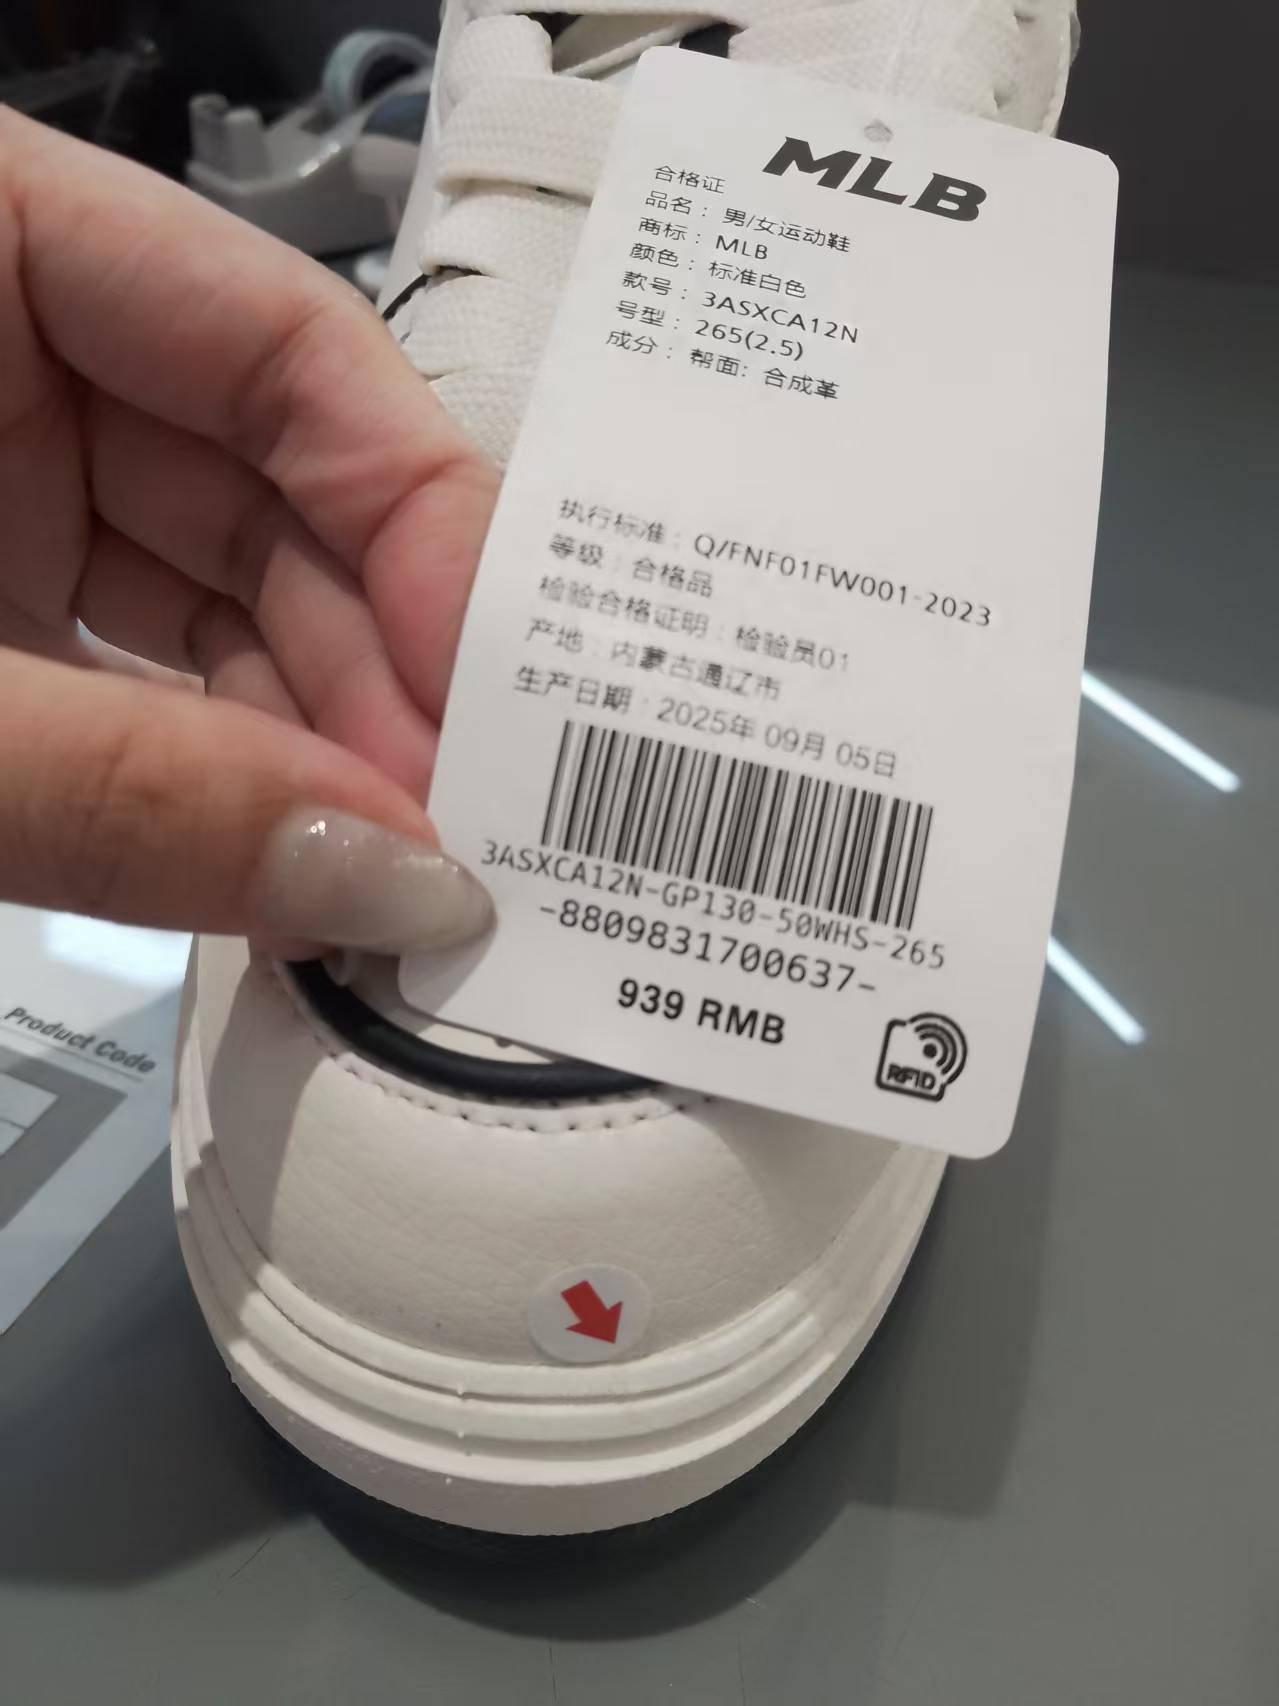 MLB
合格证
品名： 男/女运动鞋
商标： MLB
颜色： 标准白色
款号： 3ASXCA12N
号型： 265(2.5)
成分： 帮面: 合成革
执行标准： Q/FNF01FW001-2023
等级： 合格品
检验合格证明： 检验员01
产地： 内蒙古通辽市
生产日期： 2025年 09月 05日
3ASXCA12N-GP130-50WHS-265
-8809831700637-
939 RMB
RFID
Product Code